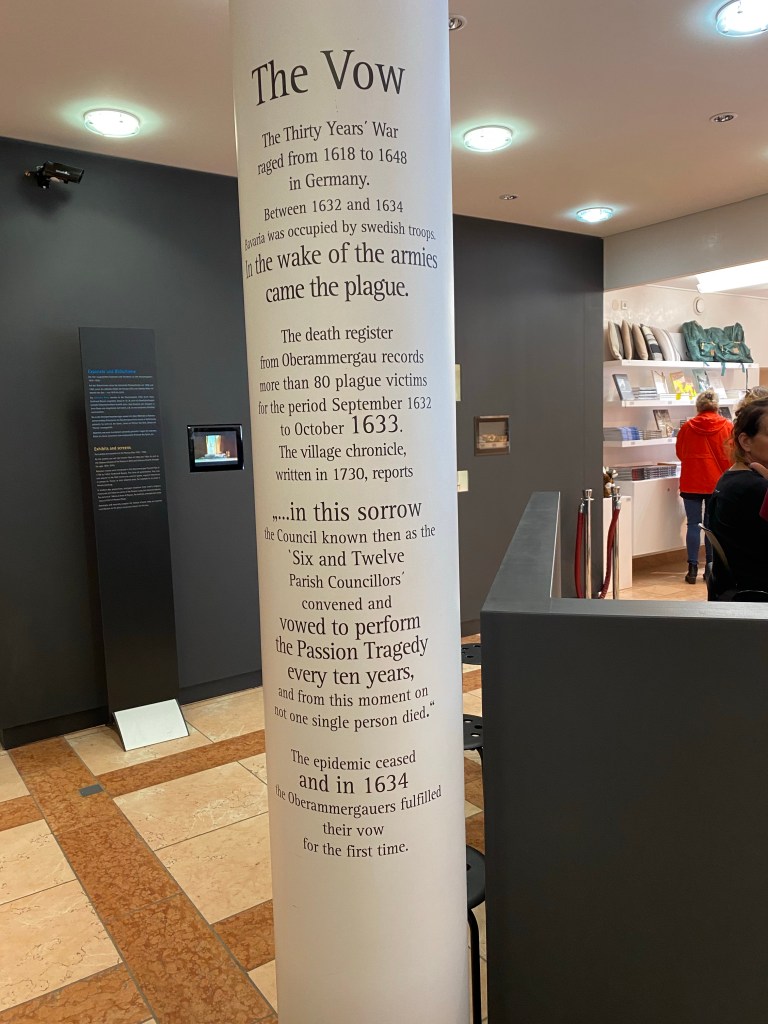 The Vow
The Thirty Years´ War
raged from 1618 to 1648
in Germany.
Between 1632 and 1634
Bavaria was occupied by swedish troops.
In the wake of the armies
came the plague.
The death register
from Oberammergau records
more than 80 plague victims
for the period September 1632
to October 1633.
The village chronicle,
written in 1730, reports
„...in this sorrow
the Council known then as the
`Six and Twelve
Parish Councillors´
convened and
vowed to perform
the Passion Tragedy
every ten years,
and from this moment on
not one single person died.“
The epidemic ceased
and in 1634
the Oberammergauers fulfilled
their vow
for the first time.
Exhibits and screens